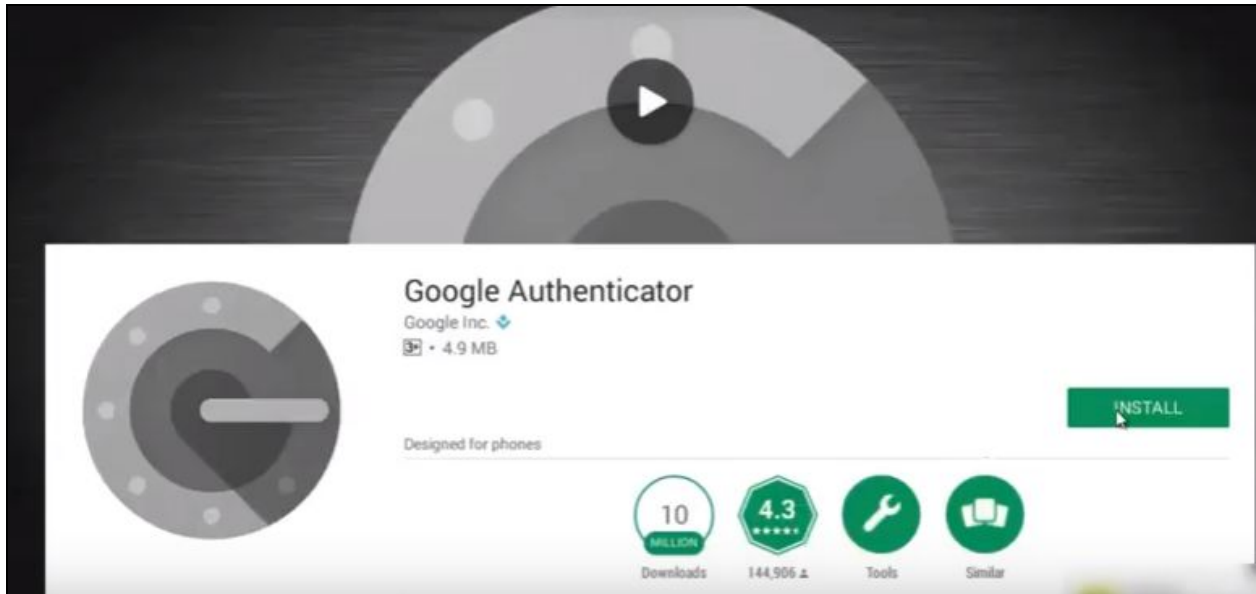 Google Authenticator
Google Inc.
3+ • 4.9 MB
INSTALL
Designed for phones
10
MILLION
Downloads
4.3
144,906
Tools
Similar